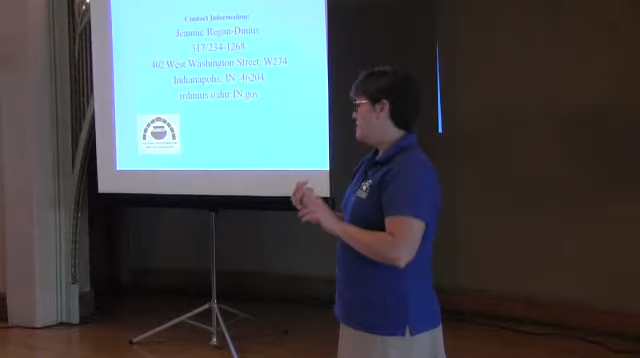 Contact Information:
Jeannie Regan-Dinius
317/234-1268
402 West Washington Street, W274
Indianapolis, IN 46204